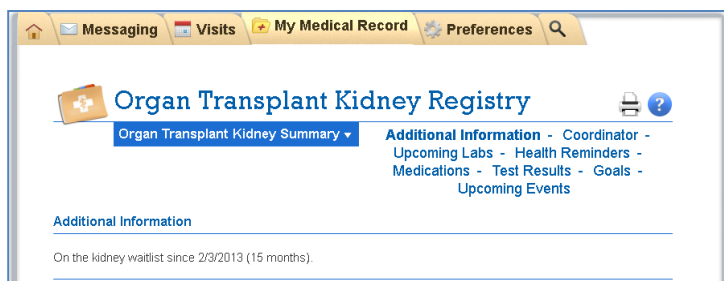 Messaging Visits My Medical Record Preferences
Organ Transplant Kidney Registry
Organ Transplant Kidney Summary
Additional Information - Coordinator -
Upcoming Labs - Health Reminders -
Medications - Test Results - Goals -
Upcoming Events
Additional Information
On the kidney waitlist since 2/3/2013 (15 months).